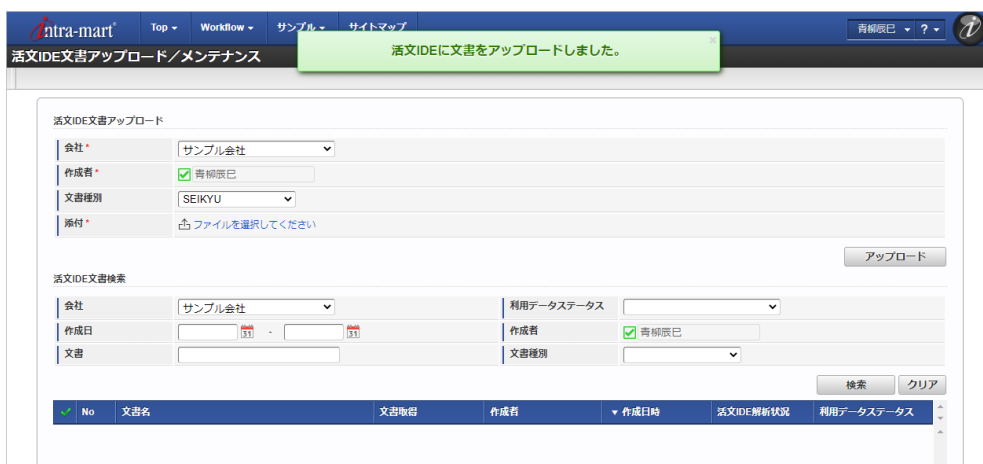 intra-mart® Top Workflow サンプル サイトマップ 青柳辰巳 ?
活文IDEに文書をアップロードしました。 ×
活文IDE文書アップロード／メンテナンス
活文IDE文書アップロード
会社* サンプル会社
作成者* 青柳辰巳
文書種別 SEIKYU
添付* ファイルを選択してください
アップロード
活文IDE文書検索
会社 サンプル会社 利用データステータス
作成日 31 - 31 作成者 青柳辰巳
文書 文書種別
検索 クリア
No 文書名 文書取得 作成者 ▼作成日時 活文IDE解析状況 利用データステータス